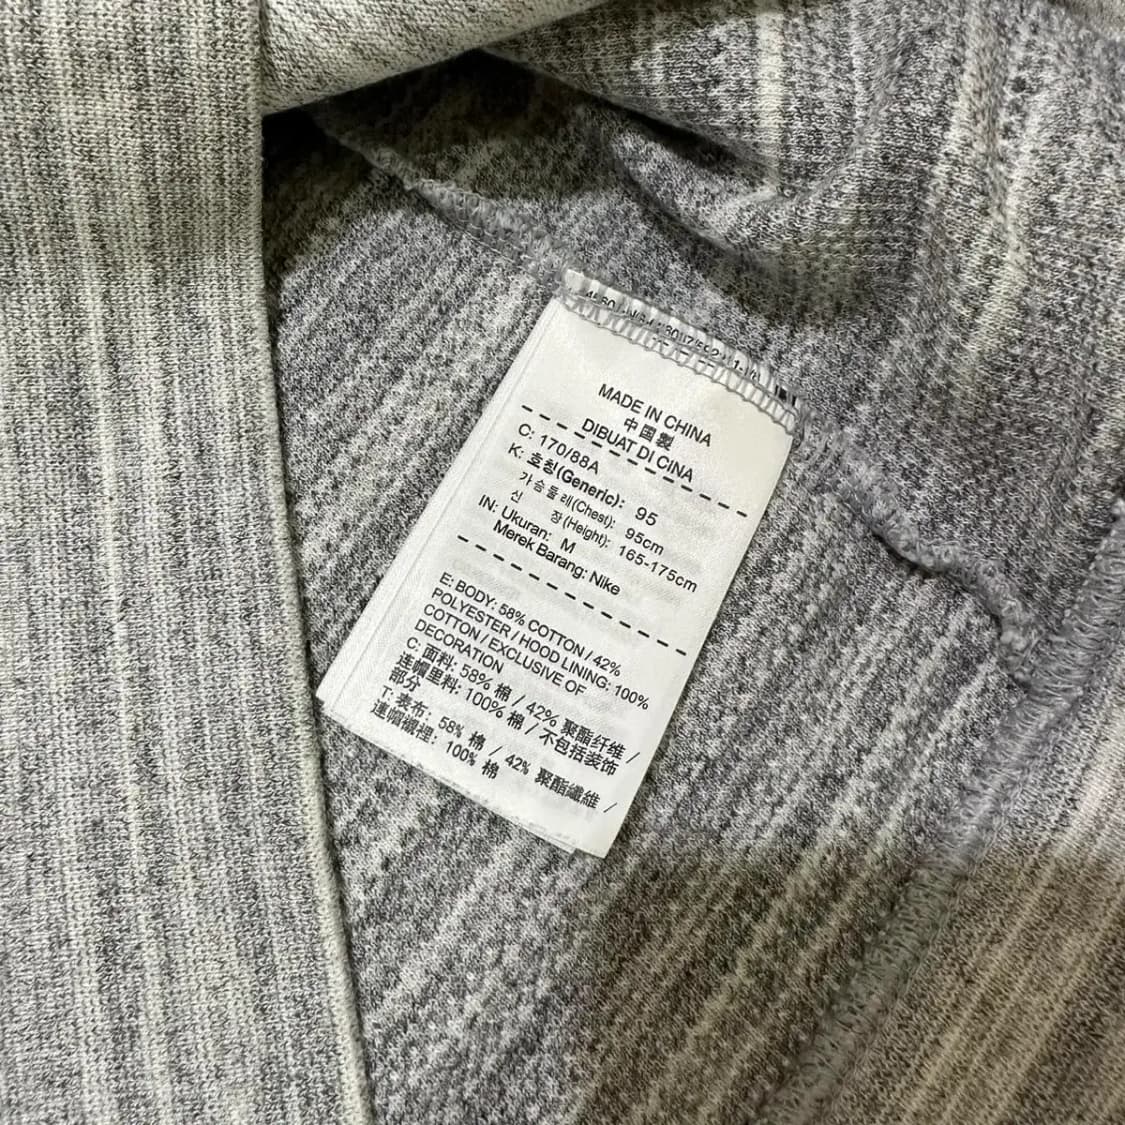 MADE IN CHINA
中国製
DIBUAT DI CINA
C: 170/88A
K: 호칭(Generic): 95
가슴둘레(Chest): 95cm
신 장(Height): 165-175cm
IN: Ukuran: M
Merek Barang: Nike
E: BODY: 58% COTTON / 42%
POLYESTER / HOOD LINING: 100%
COTTON / EXCLUSIVE OF
DECORATION
C: 面料: 58% 棉 / 42% 聚酯纤维 /
连帽里料: 100% 棉 / 不包括装饰
部分
T: 表布: 58% 棉 / 42% 聚酯纖維 /
連帽襯裡: 100% 棉